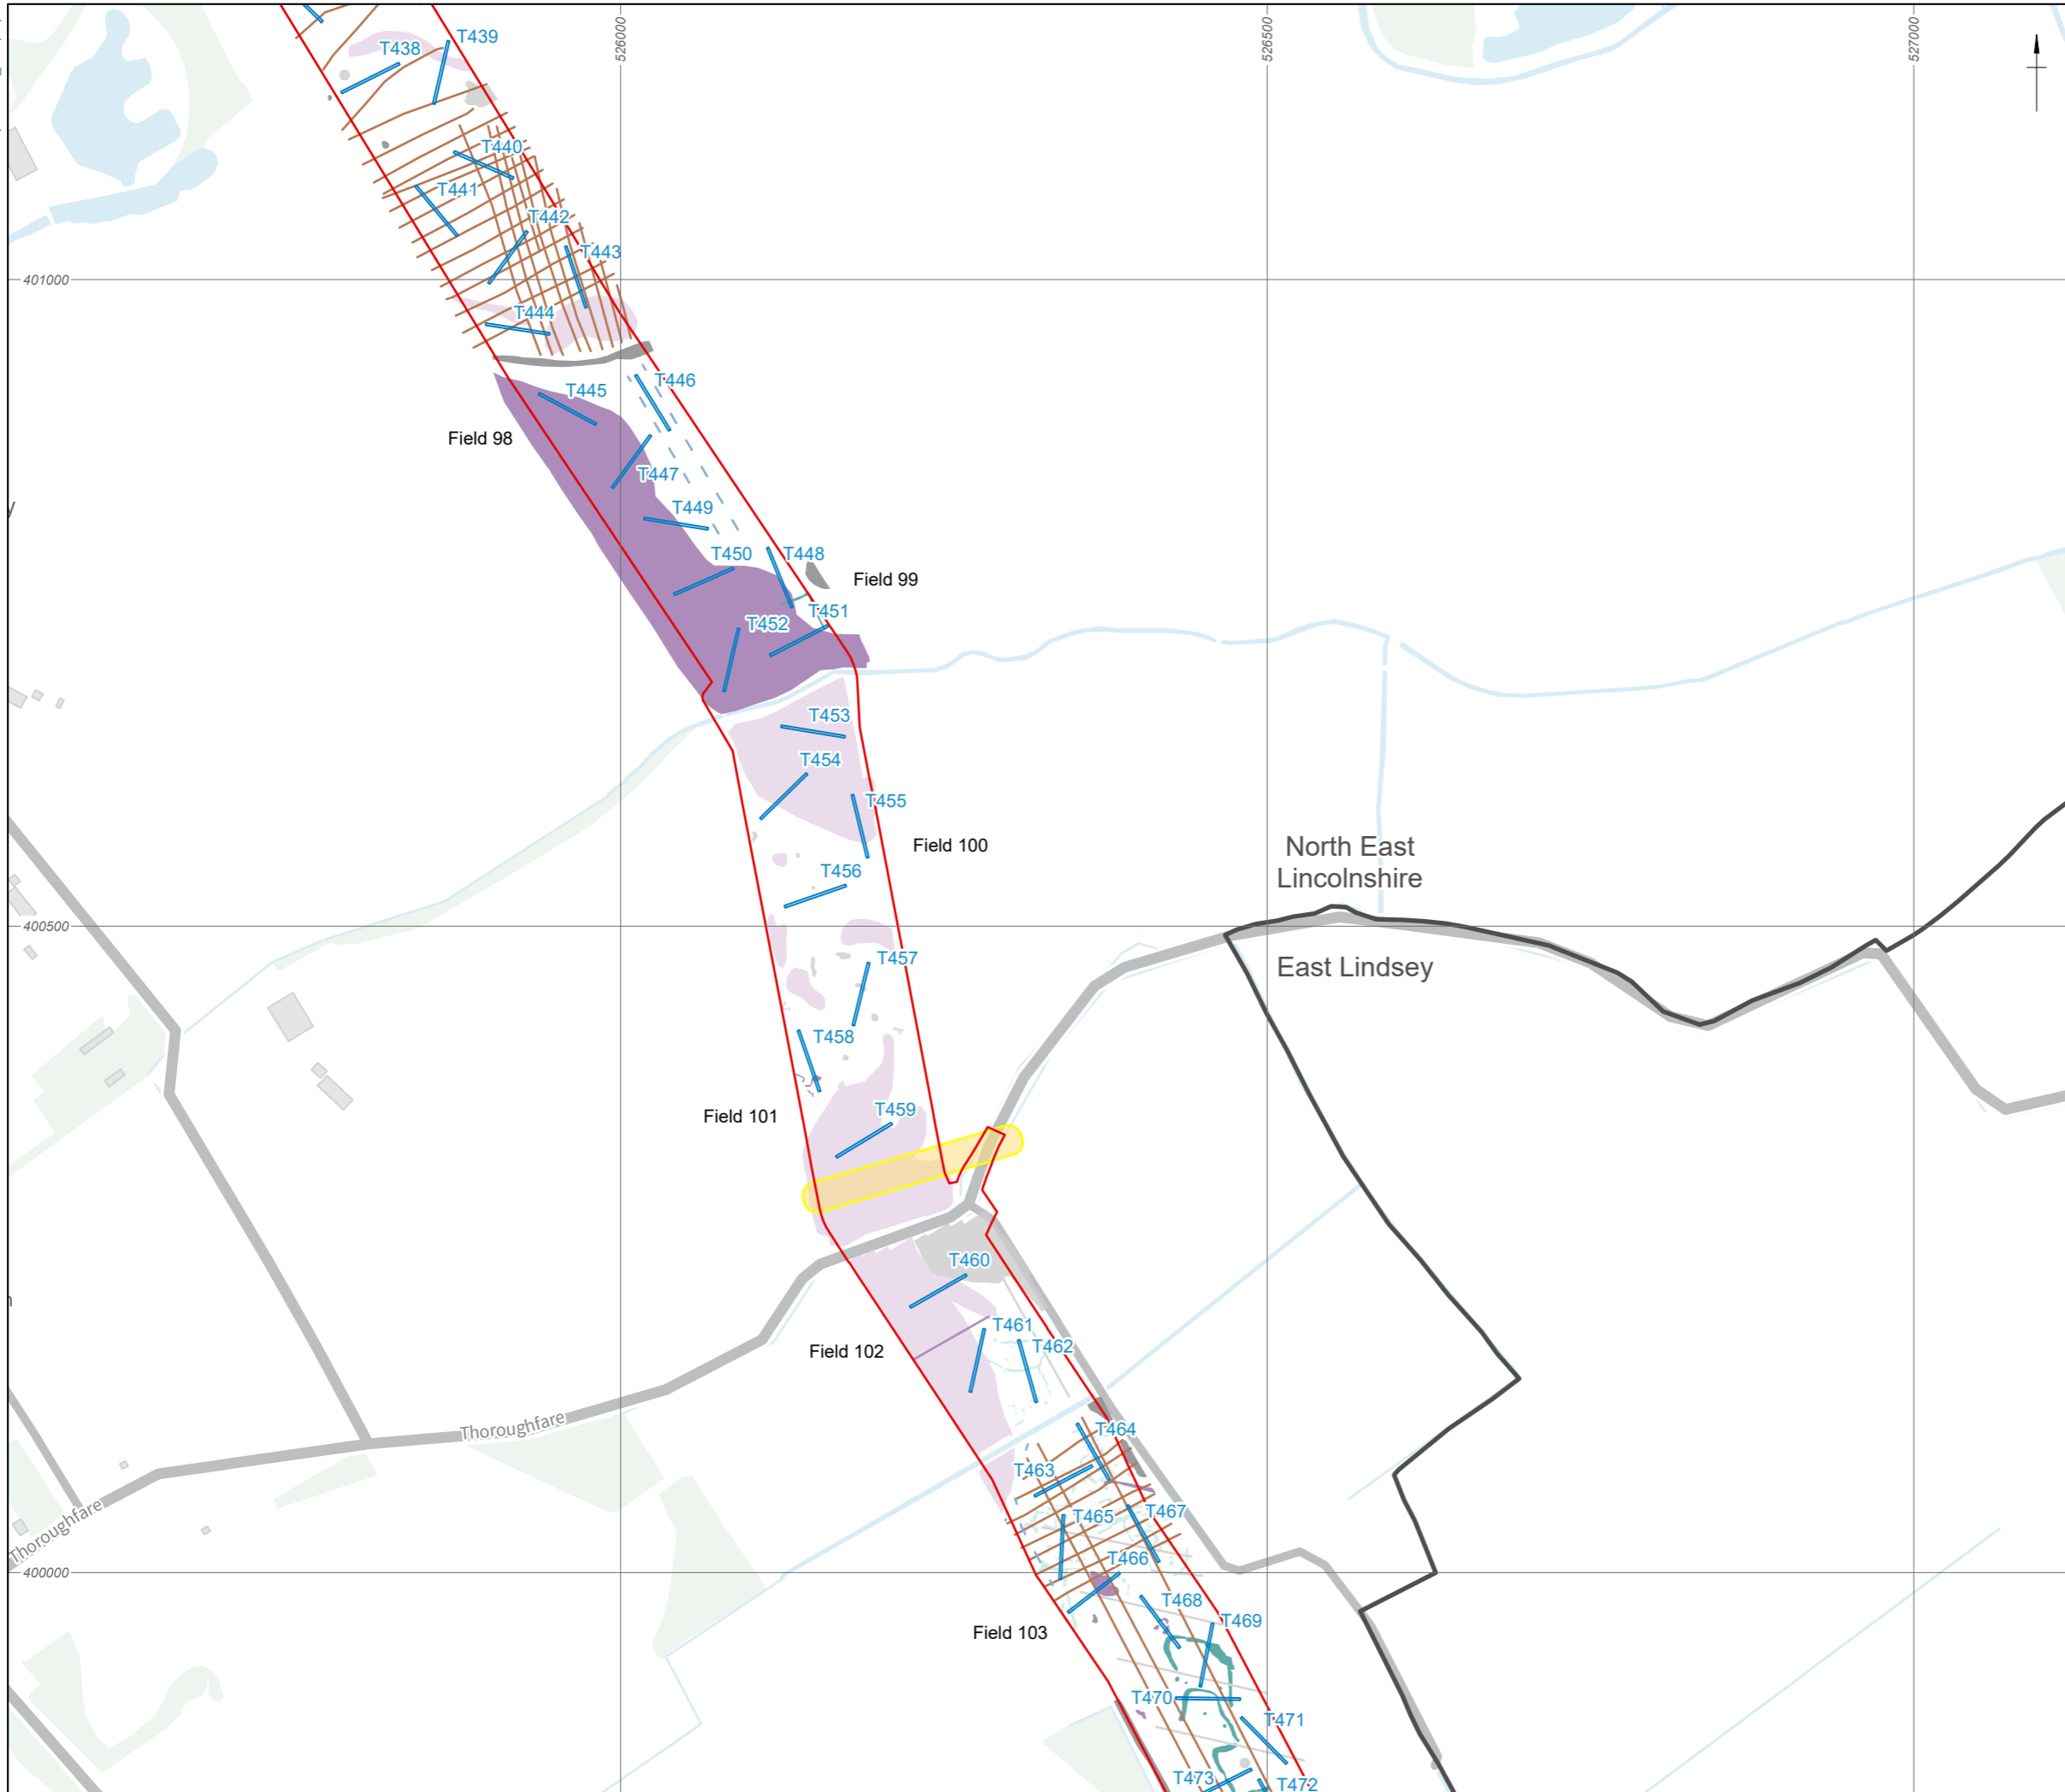 526000
526500
527000
T438
T439
T440
T441
T442
T443
401000
T444
T446
T445
Field 98
T447
T449
T450
T448
Field 99
T451
T452
T453
T454
T455
Field 100
North East
Lincolnshire
T456
400500
T457
East Lindsey
T458
T459
Field 101
T460
T461
T462
Field 102
Thoroughfare
T464
T463
T465
T467
Thoroughfare
T466
400000
T468
T469
Field 103
T470
T471
T473
T472